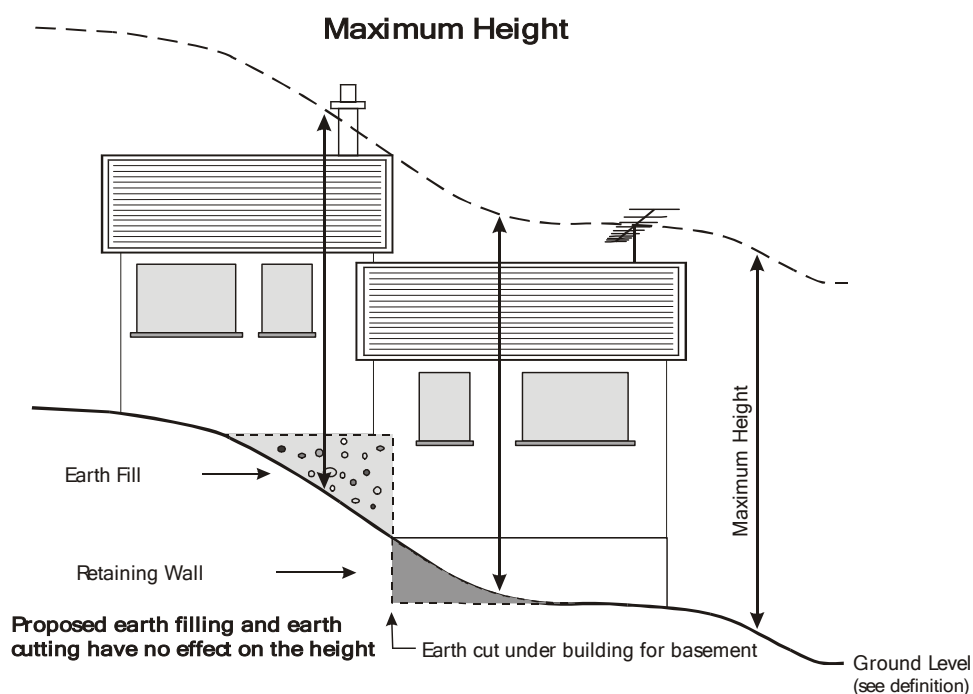 Maximum Height
Maximum Height
Earth Fill
Retaining Wall
Proposed earth filling and earth
cutting have no effect on the height
Earth cut under building for basement
Ground Level
(see definition)